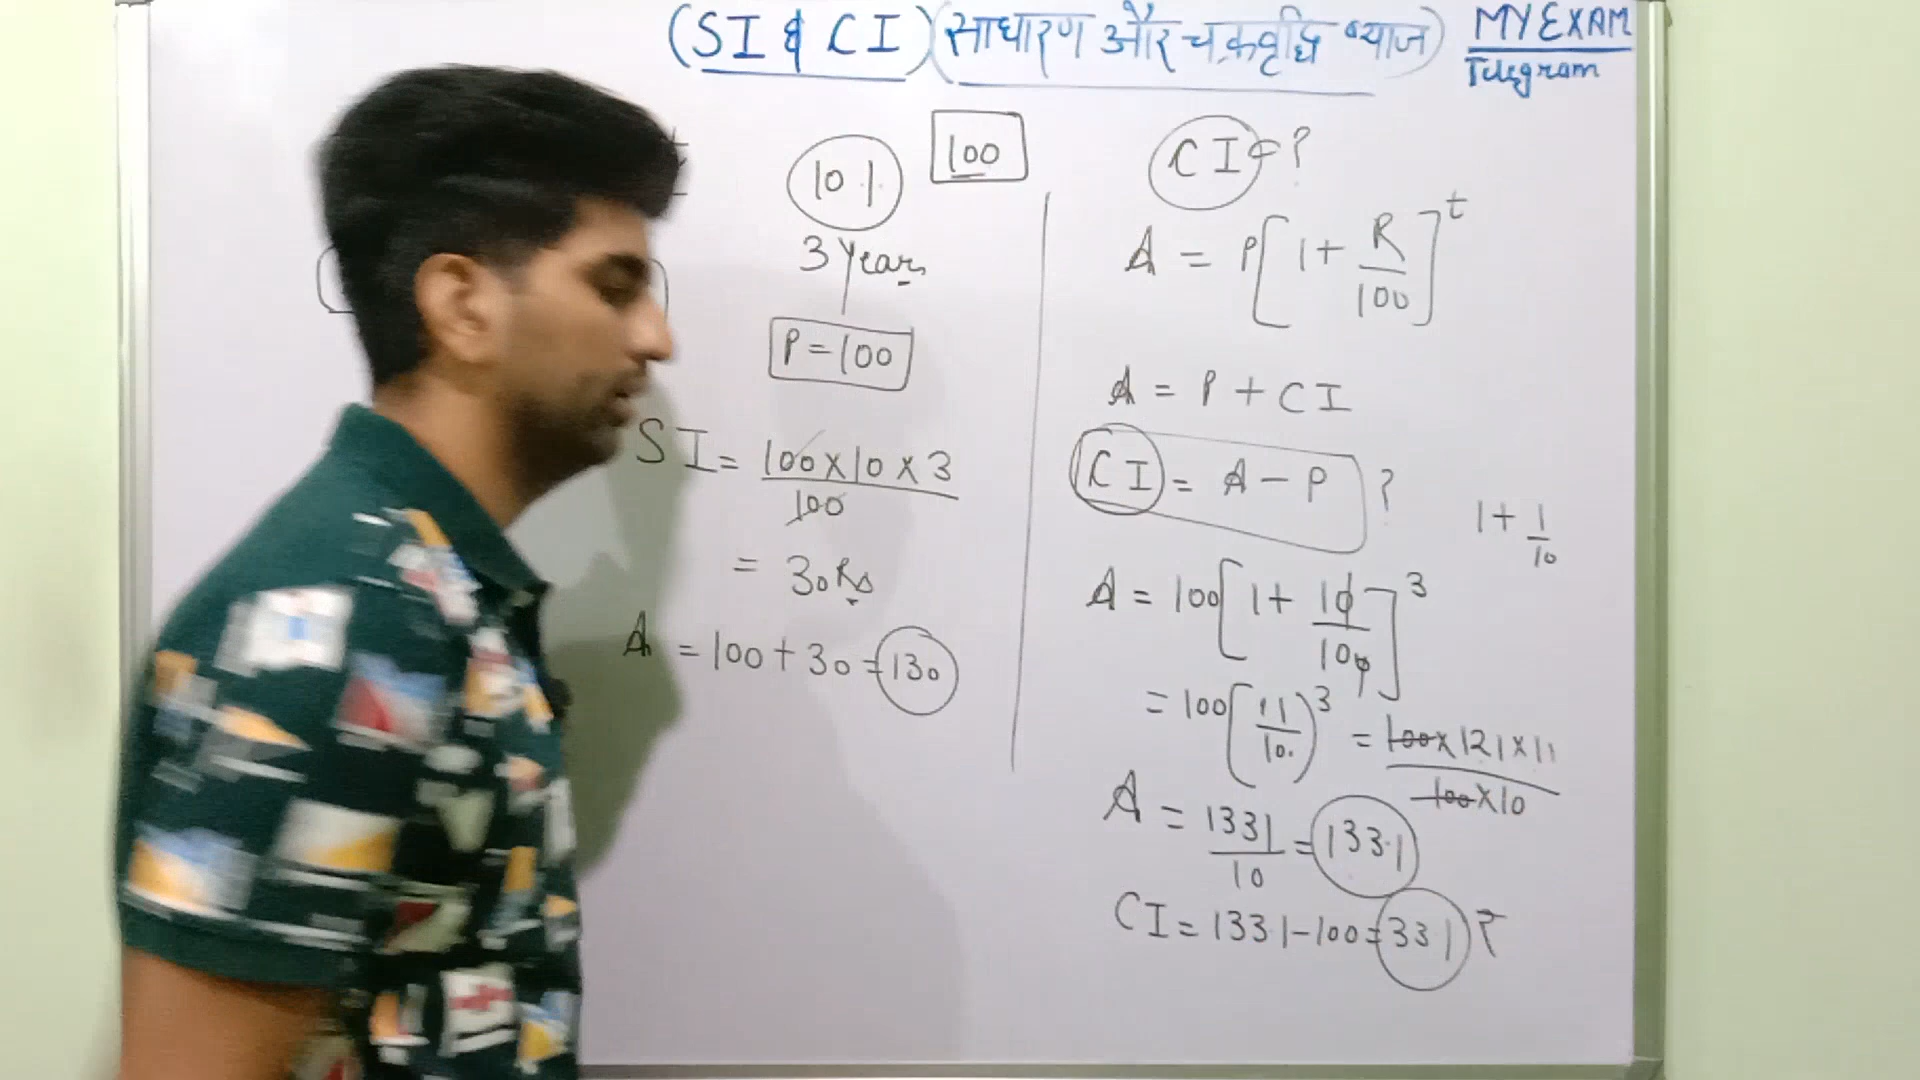 (SI & CI) (साधारण और चक्रवृद्धि ब्याज)
MY EXAM
Telegram
10%
100
3 Years
P = 100
SI = 100 × 10 × 3 / 100
= 30 Rs
A = 100 + 30 = 130
CI = ?
A = P[1 + R/100]^t
A = P + CI
CI = A - P ?
1 + 1/10
A = 100[1 + 10/100]^3
= 100(11/10)^3 = 100 × 121 × 11 / 100 × 10
A = 1331/10 = 133.1
CI = 133.1 - 100 = 33.1 ₹